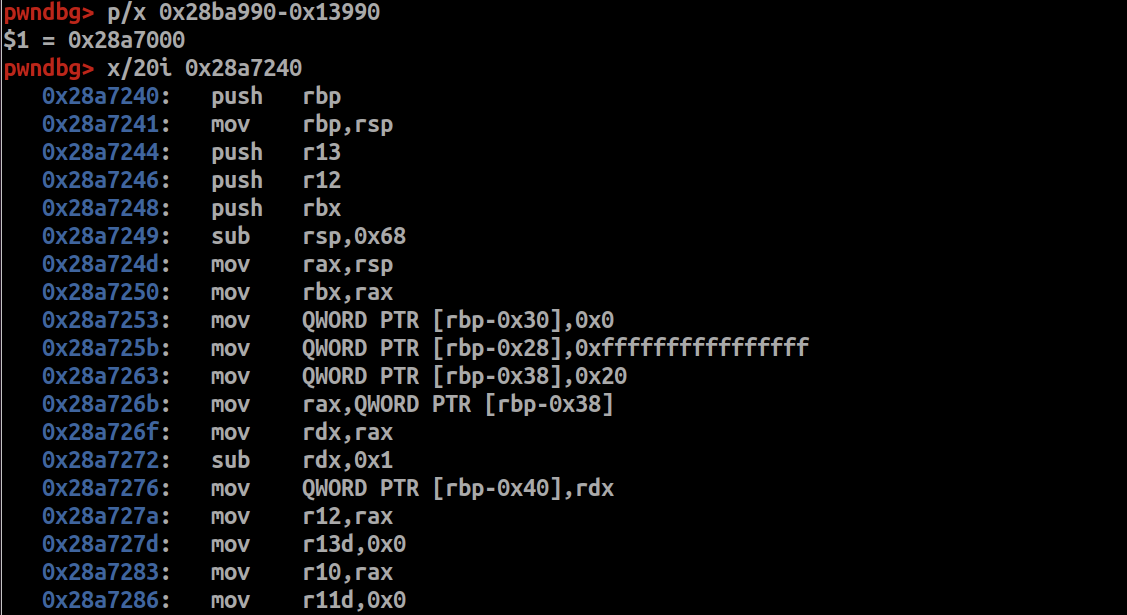 pwndbg> p/x 0x28ba990-0x13990
$1 = 0x28a7000
pwndbg> x/20i 0x28a7240
   0x28a7240:	push   rbp
   0x28a7241:	mov    rbp,rsp
   0x28a7244:	push   r13
   0x28a7246:	push   r12
   0x28a7248:	push   rbx
   0x28a7249:	sub    rsp,0x68
   0x28a724d:	mov    rax,rsp
   0x28a7250:	mov    rbx,rax
   0x28a7253:	mov    QWORD PTR [rbp-0x30],0x0
   0x28a725b:	mov    QWORD PTR [rbp-0x28],0xffffffffffffffff
   0x28a7263:	mov    QWORD PTR [rbp-0x38],0x20
   0x28a726b:	mov    rax,QWORD PTR [rbp-0x38]
   0x28a726f:	mov    rdx,rax
   0x28a7272:	sub    rdx,0x1
   0x28a7276:	mov    QWORD PTR [rbp-0x40],rdx
   0x28a727a:	mov    r12,rax
   0x28a727d:	mov    r13d,0x0
   0x28a7283:	mov    r10,rax
   0x28a7286:	mov    r11d,0x0